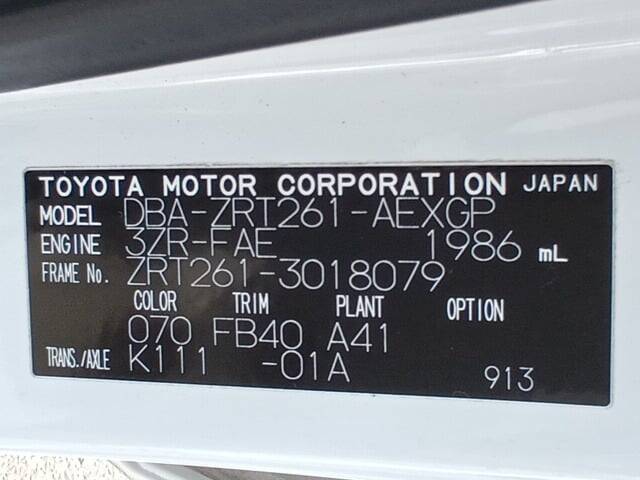 TOYOTA MOTOR CORPORATION JAPAN
MODEL DBA-ZRT261-AEXGP
ENGINE 3ZR-FAE 1986 mL
FRAME No. ZRT261-3018079
COLOR TRIM PLANT OPTION
070 FB40 A41
TRANS./AXLE K111 -01A
913